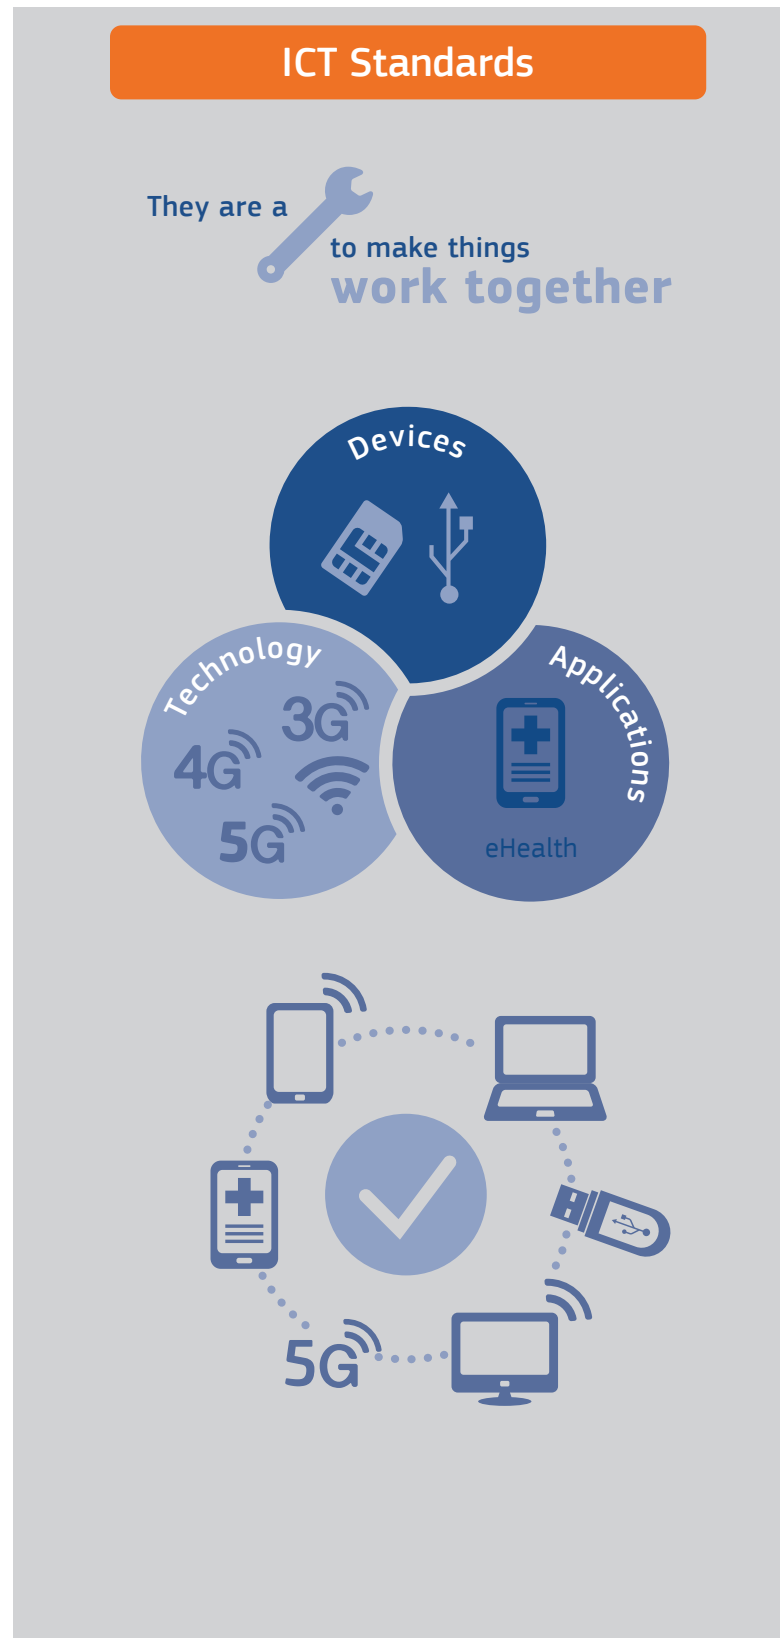 ICT Standards
They are a
to make things
work together
Devices
Technology
3G
4G
5G
Applications
eHealth
5G